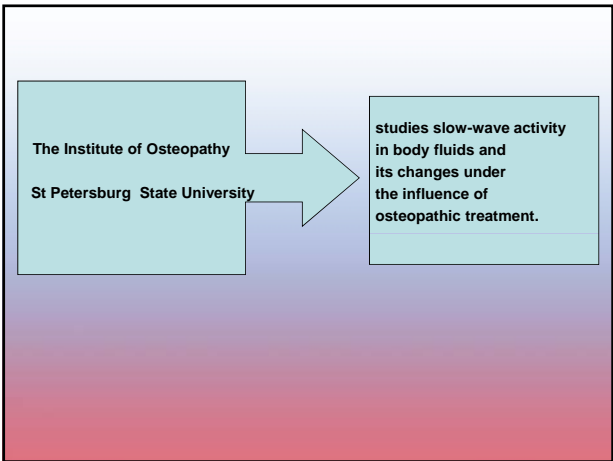 The Institute of Osteopathy
St Petersburg State University
studies slow-wave activity
in body fluids and
its changes under
the influence of
osteopathic treatment.